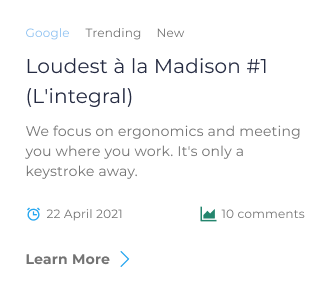 Google Trending New
Loudest à la Madison #1
(L'integral)
We focus on ergonomics and meeting
you where you work. It's only a
keystroke away.
22 April 2021 10 comments
Learn More